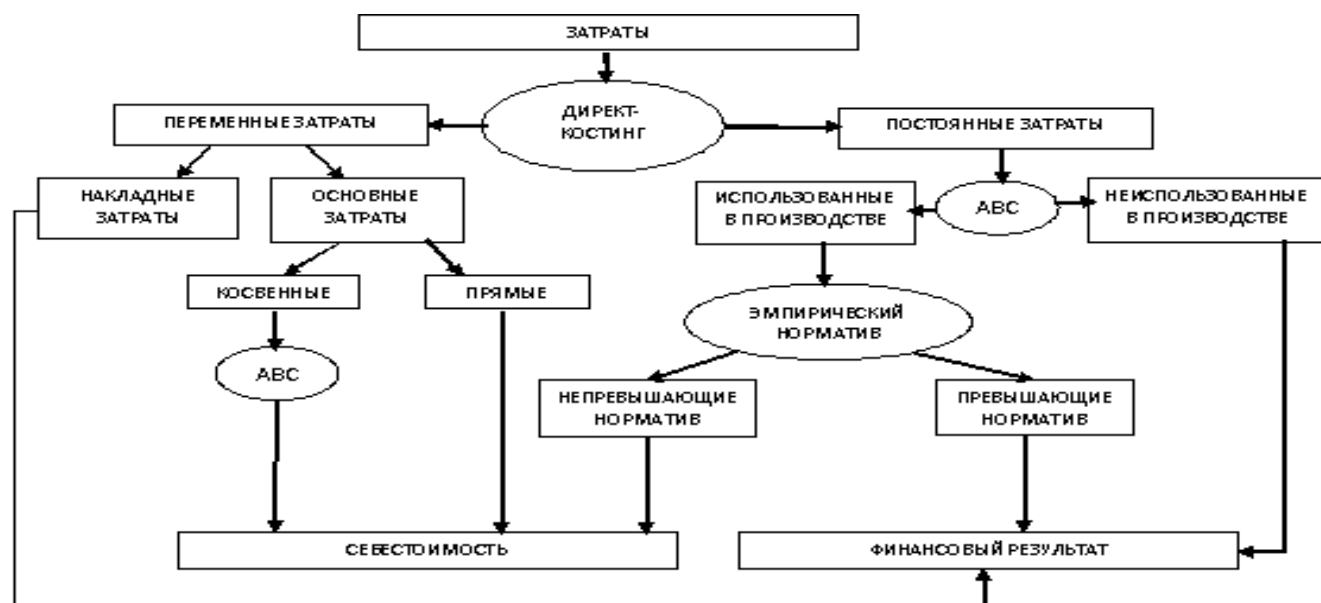 ЗАТРАТЫ
ДИРЕКТ-
КОСТИНГ
ПЕРЕМЕННЫЕ ЗАТРАТЫ
ПОСТОЯННЫЕ ЗАТРАТЫ
НАКЛАДНЫЕ
ЗАТРАТЫ
ОСНОВНЫЕ
ЗАТРАТЫ
ИСПОЛЬЗОВАННЫЕ
В ПРОИЗВОДСТВЕ
АВС
НЕИСПОЛЬЗОВАННЫЕ
В ПРОИЗВОДСТВЕ
КОСВЕННЫЕ
ПРЯМЫЕ
ЭМПИРИЧЕСКИЙ
НОРМАТИВ
АВС
НЕПРЕВЫШАЮЩИЕ
НОРМАТИВ
ПРЕВЫШАЮЩИЕ
НОРМАТИВ
СЕБЕСТОИМОСТЬ
ФИНАНСОВЫЙ РЕЗУЛЬТАТ